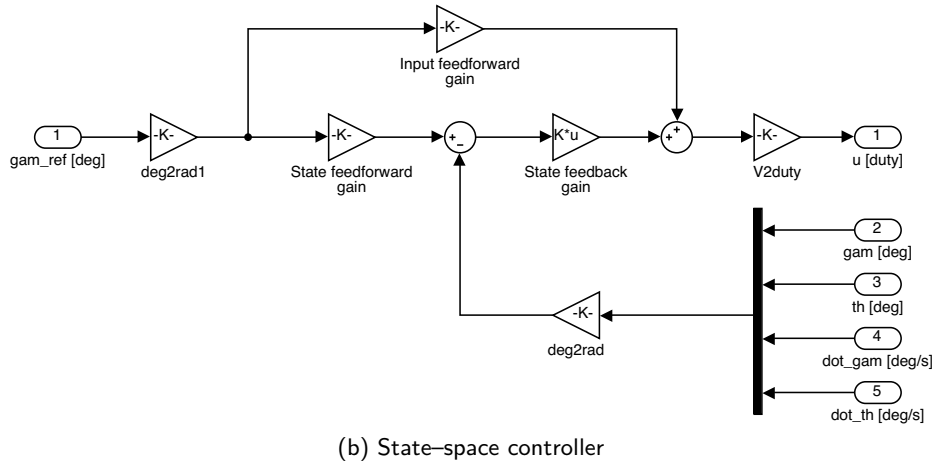 -K-
Input feedforward
gain
1
gam_ref [deg]
-K-
deg2rad1
-K-
State feedforward
gain
+
−
K*u
State feedback
gain
+
+
-K-
V2duty
1
u [duty]
2
gam [deg]
3
th [deg]
-K-
deg2rad
4
dot_gam [deg/s]
5
dot_th [deg/s]
(b) State–space controller